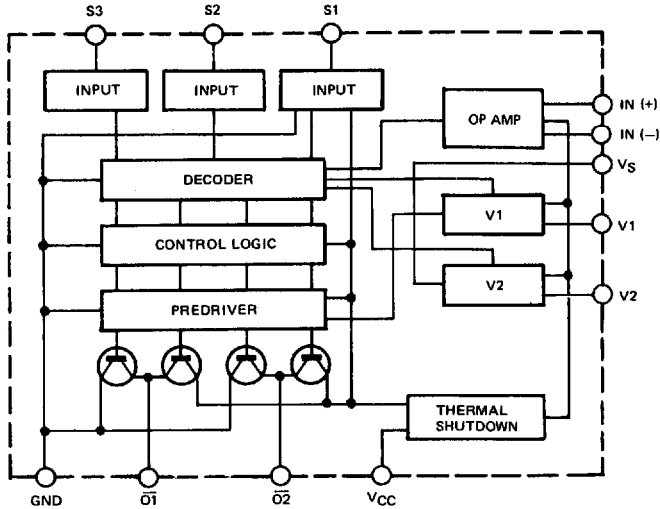 S3 S2 S1
INPUT INPUT INPUT
OP AMP
IN (+)
IN (—)
VS
DECODER
V1 V1
CONTROL LOGIC
V2 V2
PREDRIVER
THERMAL
SHUTDOWN
GND O1 O2 VCC